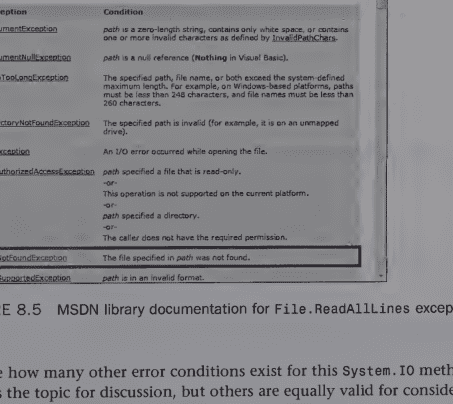 eption Condition
umentException path is a zero-length string, contains only white space, or contains
one or more invalid characters as defined by InvalidPathChars.
umentNullException path is a null reference (Nothing in Visual Basic).
TooLongException The specified path, file name, or both exceed the system-defined
maximum length. For example, on Windows-based platforms, paths
must be less than 248 characters, and file names must be less than
260 characters.
ctoryNotFoundException The specified path is invalid (for example, it is on an unmapped
drive).
xception An I/O error occurred while opening the file.
uthorizedAccessException path specified a file that is read-only.
-or-
This operation is not supported on the current platform.
-or-
path specified a directory.
-or-
The caller does not have the required permission.
NotFoundException The file specified in path was not found.
SupportedException path is in an invalid format.
E 8.5 MSDN library documentation for File.ReadAllLines excep
e how many other error conditions exist for this System.IO meth
s the topic for discussion, but others are equally valid for conside